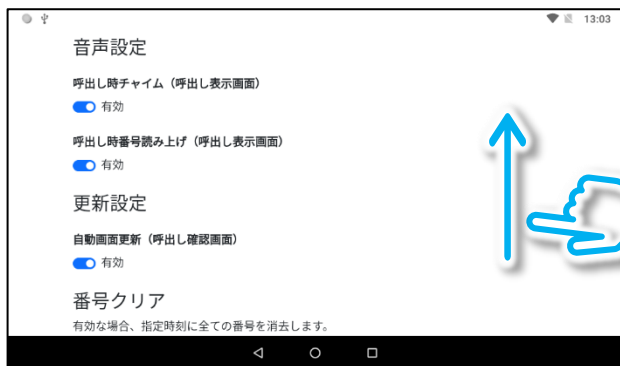 13:03
音声設定
呼出し時チャイム（呼出し表示画面）
有効
呼出し時番号読み上げ（呼出し表示画面）
有効
更新設定
自動画面更新（呼出し確認画面）
有効
番号クリア
有効な場合、指定時刻に全ての番号を消去します。